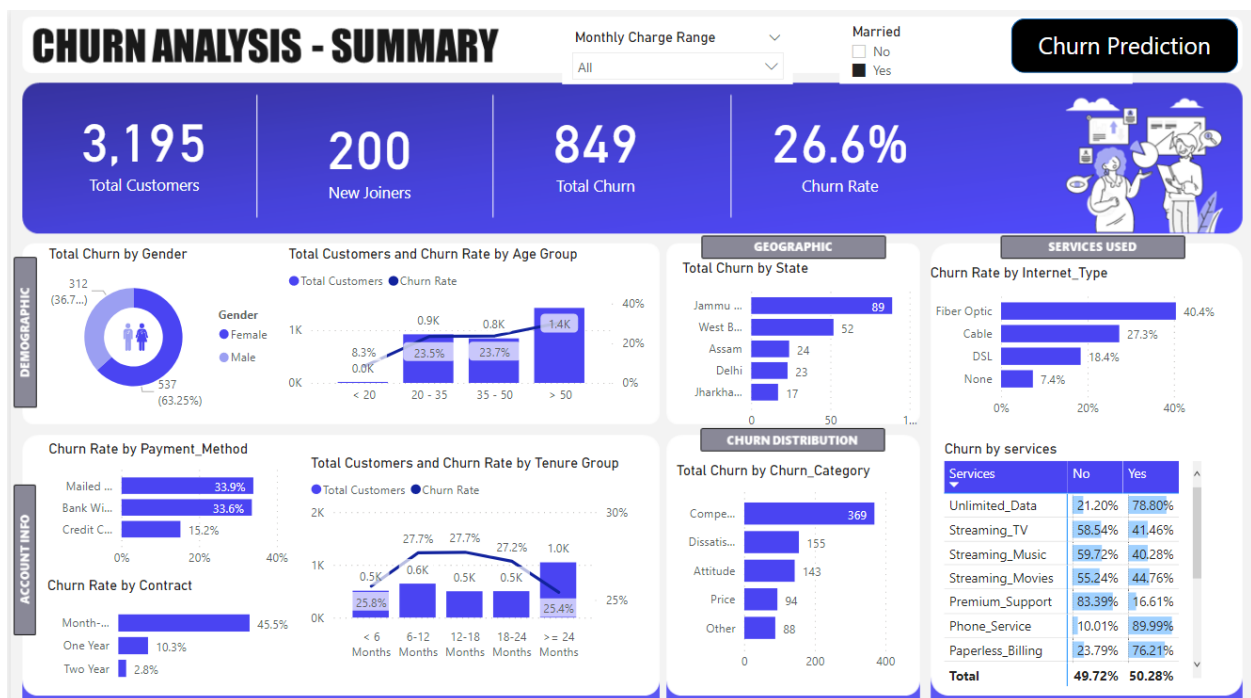 CHURN ANALYSIS - SUMMARY
Monthly Charge Range
All
Married
No
Yes
Churn Prediction
3,195
Total Customers
200
New Joiners
849
Total Churn
26.6%
Churn Rate
DEMOGRAPHIC
Total Churn by Gender
312
(36.7...)
537
(63.25%)
Gender
Female
Male
Total Customers and Churn Rate by Age Group
Total Customers Churn Rate
1K
0K
40%
20%
0%
8.3%
0.0K
0.9K
23.5%
0.8K
23.7%
1.4K
< 20 20 - 35 35 - 50 > 50
GEOGRAPHIC
Total Churn by State
Jammu ... 89
West B... 52
Assam 24
Delhi 23
Jharkha... 17
0 50 1...
SERVICES USED
Churn Rate by Internet_Type
Fiber Optic 40.4%
Cable 27.3%
DSL 18.4%
None 7.4%
0% 20% 40%
ACCOUNT INFO
Churn Rate by Payment_Method
Mailed ... 33.9%
Bank Wi... 33.6%
Credit C... 15.2%
0% 20% 40%
Churn Rate by Contract
Month-... 45.5%
One Year 10.3%
Two Year 2.8%
Total Customers and Churn Rate by Tenure Group
Total Customers Churn Rate
2K
1K
0K
30%
25%
27.7% 27.7% 27.2% 1.0K
0.5K 0.6K 0.5K 0.5K
25.8% 25.4%
< 6 6-12 12-18 18-24 >= 24
Months Months Months Months Months
CHURN DISTRIBUTION
Total Churn by Churn_Category
Compe... 369
Dissatis... 155
Attitude 143
Price 94
Other 88
0 200 400
Churn by services
Services No Yes
Unlimited_Data 21.20% 78.80%
Streaming_TV 58.54% 41.46%
Streaming_Music 59.72% 40.28%
Streaming_Movies 55.24% 44.76%
Premium_Support 83.39% 16.61%
Phone_Service 10.01% 89.99%
Paperless_Billing 23.79% 76.21%
Total 49.72% 50.28%